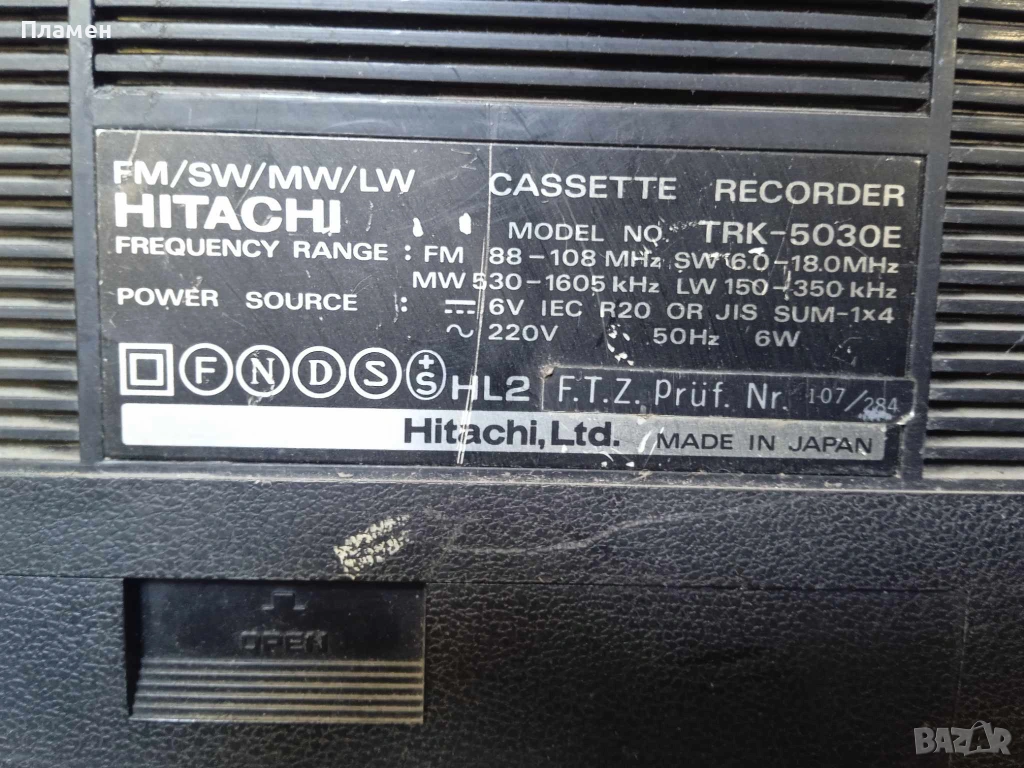 Пламен
FM/SW/MW/LW CASSETTE RECORDER
HITACHI MODEL NO. TRK-5030E
FREQUENCY RANGE : FM 88-108 MHz SW 6.0-18.0MHz
MW 530-1605 kHz LW 150-350 kHz
POWER SOURCE : ⎓ 6V IEC R20 OR JIS SUM-1×4
~ 220V 50Hz 6W
F N D S +S HL2 F.T.Z. Prüf. Nr.
Hitachi, Ltd. MADE IN JAPAN
OPEN
BAZAR